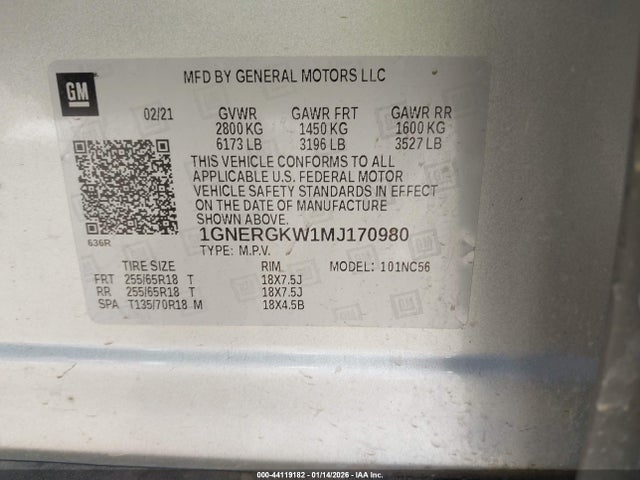 GM
MFD BY GENERAL MOTORS LLC
02/21 GVWR GAWR FRT GAWR RR
2800 KG 1450 KG 1600 KG
6173 LB 3196 LB 3527 LB
THIS VEHICLE CONFORMS TO ALL
APPLICABLE U.S. FEDERAL MOTOR
VEHICLE SAFETY STANDARDS IN EFFECT
ON THE DATE OF MANUFACTURE
SHOWN ABOVE.
636R
1GNERGKW1MJ170980
TYPE: M.P.V.
TIRE SIZE RIM MODEL: 101NC56
FRT 255/65R18 T 18X7.5J
RR 255/65R18 T 18X7.5J
SPA T135/70R18 M 18X4.5B
000-44119182 - 01/14/2026 - IAA Inc.